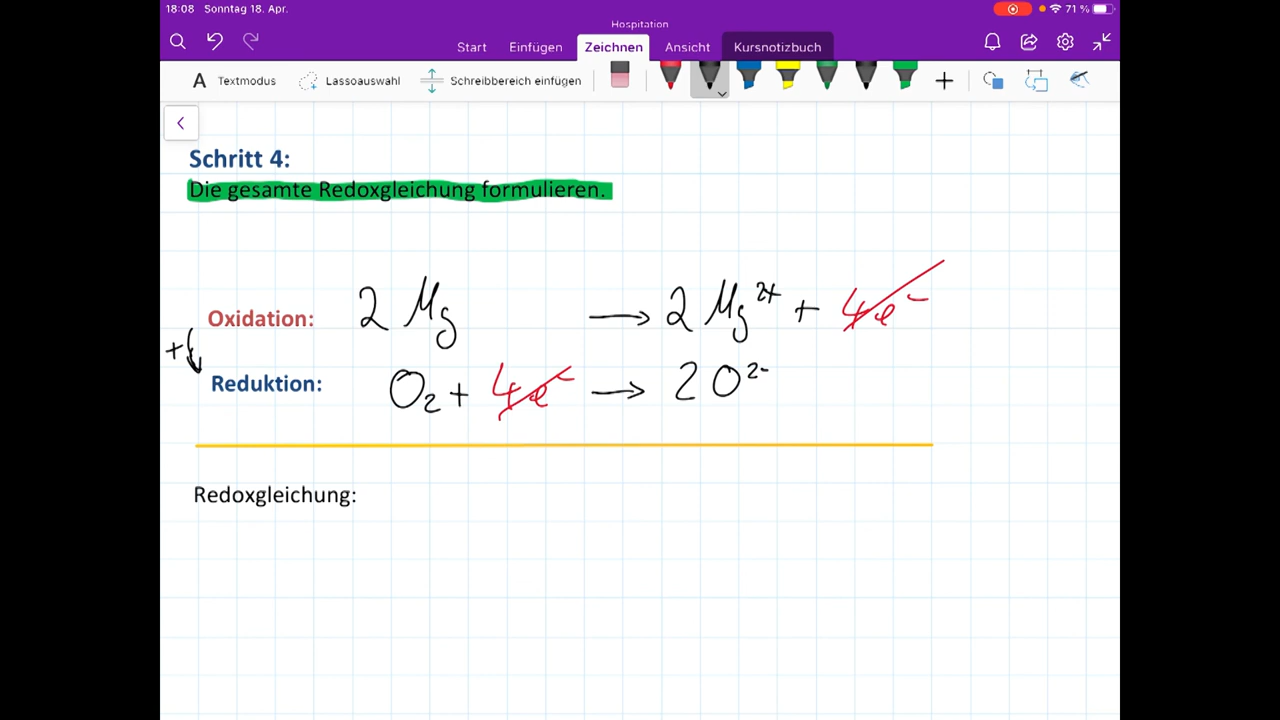 18:08 Sonntag 18. Apr. 71 %
Hospitation
Start Einfügen Zeichnen Ansicht Kursnotizbuch
A Textmodus Lassoauswahl Schreibbereich einfügen
Schritt 4:
Die gesamte Redoxgleichung formulieren.
Oxidation: 2 Mg → 2 Mg²⁺ + 4e⁻
+
Reduktion: O₂ + 4e⁻ → 2 O²⁻
Redoxgleichung: